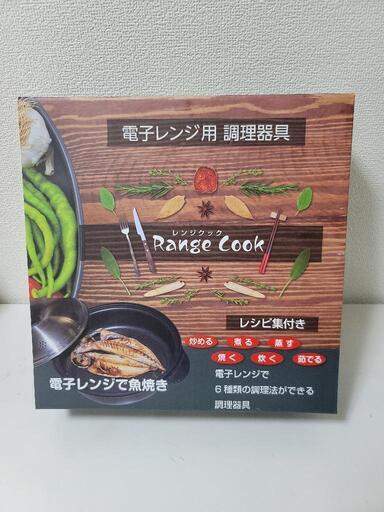 電子レンジ用 調理器具
レンジクック
Range Cook
レシピ集付き
炒める 煮る 蒸す
焼く 炊く 茹でる
電子レンジで魚焼き
電子レンジで
6種類の調理法ができる
調理器具